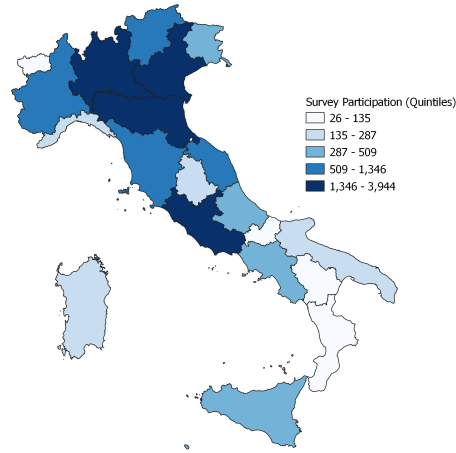 Survey Participation (Quintiles)
26 - 135
135 - 287
287 - 509
509 - 1,346
1,346 - 3,944